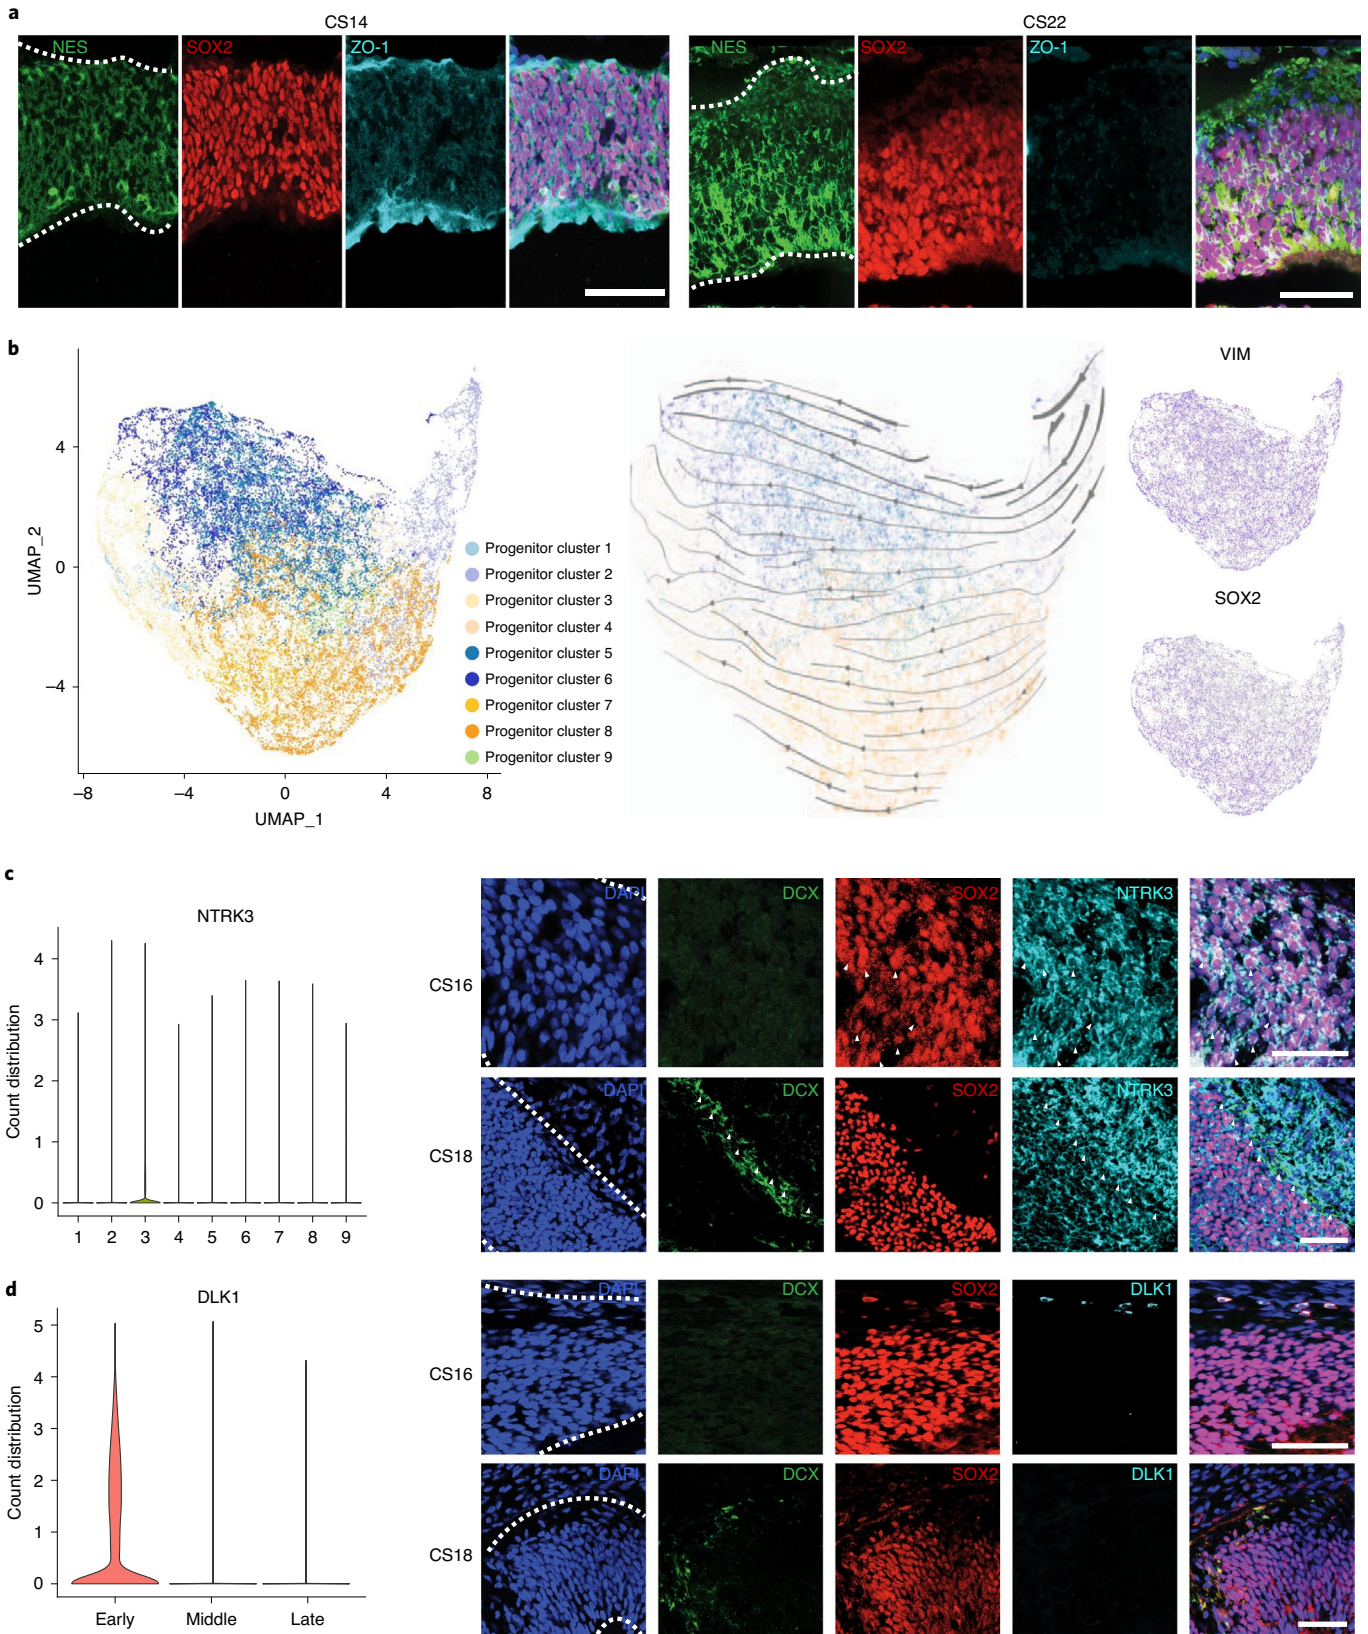 a
CS14
CS22
NES
SOX2
ZO-1
NES
SOX2
ZO-1
b
4
0
−4
UMAP_2
−8
−4
0
4
8
UMAP_1
Progenitor cluster 1
Progenitor cluster 2
Progenitor cluster 3
Progenitor cluster 4
Progenitor cluster 5
Progenitor cluster 6
Progenitor cluster 7
Progenitor cluster 8
Progenitor cluster 9
VIM
SOX2
c
NTRK3
Count distribution
4
3
2
1
0
1 2 3 4 5 6 7 8 9
CS16
DAPI
DCX
SOX2
NTRK3
CS18
DAPI
DCX
SOX2
NTRK3
d
DLK1
Count distribution
5
4
3
2
1
0
Early Middle Late
CS16
DAPI
DCX
SOX2
DLK1
CS18
DAPI
DCX
SOX2
DLK1